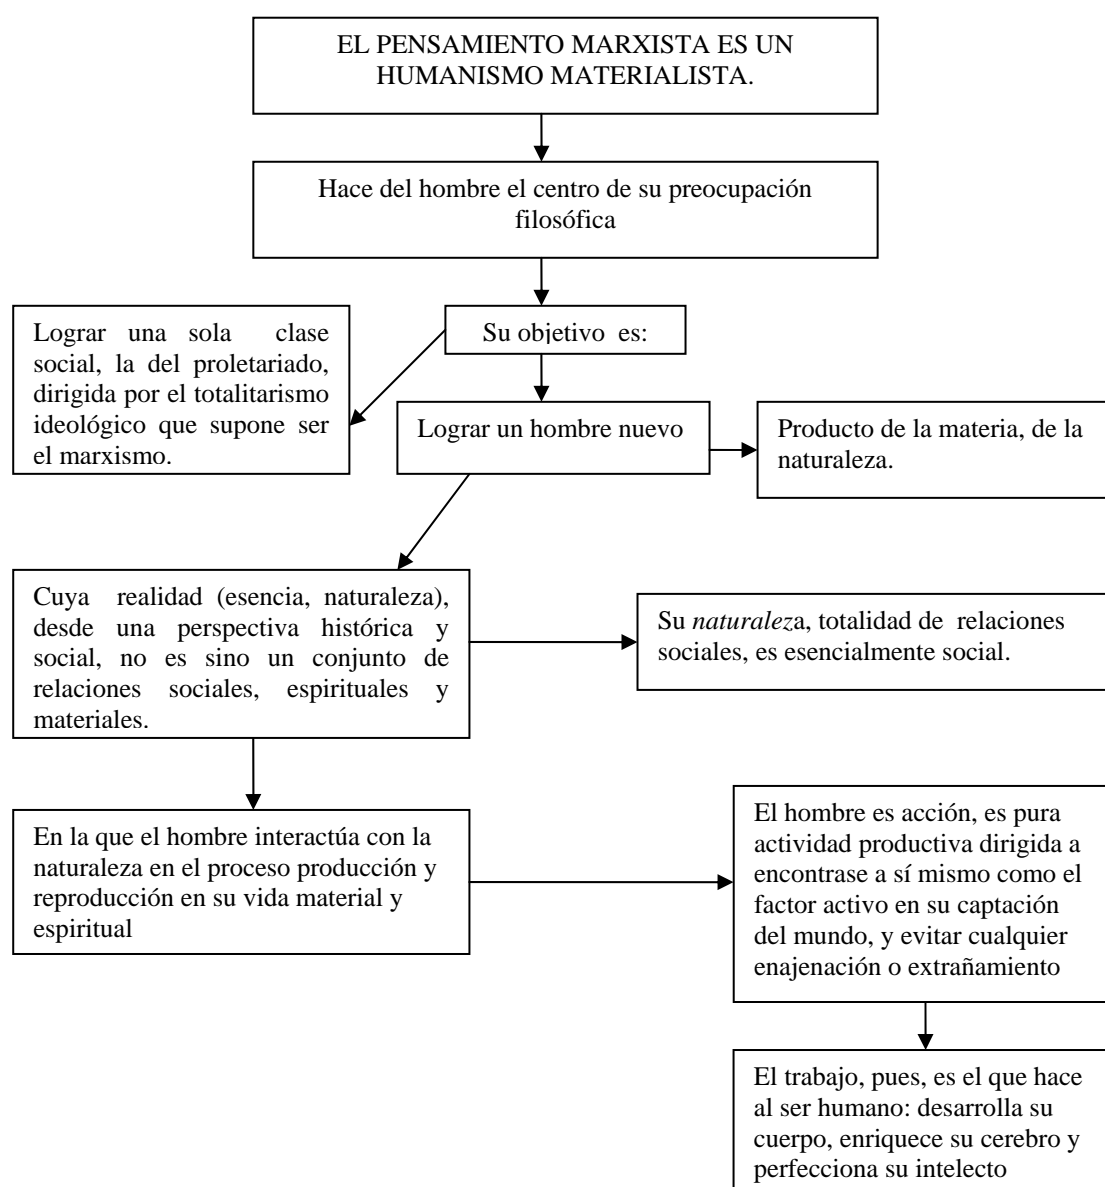 EL PENSAMIENTO MARXISTA ES UN
HUMANISMO MATERIALISTA.
Hace del hombre el centro de su preocupación
filosófica
Su objetivo es:
Lograr una sola clase
social, la del proletariado,
dirigida por el totalitarismo
ideológico que supone ser
el marxismo.
Lograr un hombre nuevo
Producto de la materia, de la
naturaleza.
Cuya realidad (esencia, naturaleza),
desde una perspectiva histórica y
social, no es sino un conjunto de
relaciones sociales, espirituales y
materiales.
Su naturaleza, totalidad de relaciones
sociales, es esencialmente social.
En la que el hombre interactúa con la
naturaleza en el proceso producción y
reproducción en su vida material y
espiritual
El hombre es acción, es pura
actividad productiva dirigida a
encontrase a sí mismo como el
factor activo en su captación
del mundo, y evitar cualquier
enajenación o extrañamiento
El trabajo, pues, es el que hace
al ser humano: desarrolla su
cuerpo, enriquece su cerebro y
perfecciona su intelecto